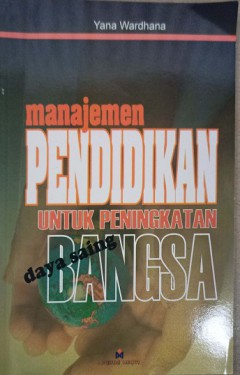 Yana Wardhana
manajemen
PENDIDIKAN
UNTUK PENINGKATAN
daya saing
BANGSA